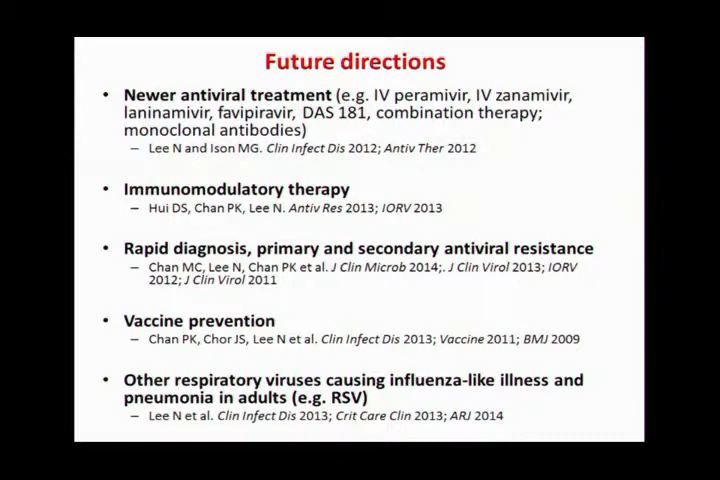 Future directions
• Newer antiviral treatment (e.g. IV peramivir, IV zanamivir,
laninamivir, favipiravir, DAS 181, combination therapy;
monoclonal antibodies)
– Lee N and Ison MG. Clin Infect Dis 2012; Antiv Ther 2012
• Immunomodulatory therapy
– Hui DS, Chan PK, Lee N. Antiv Res 2013; IORV 2013
• Rapid diagnosis, primary and secondary antiviral resistance
– Chan MC, Lee N, Chan PK et al. J Clin Microb 2014;. J Clin Virol 2013; IORV
2012; J Clin Virol 2011
• Vaccine prevention
– Chan PK, Chor JS, Lee N et al. Clin Infect Dis 2013; Vaccine 2011; BMJ 2009
• Other respiratory viruses causing influenza-like illness and
pneumonia in adults (e.g. RSV)
– Lee N et al. Clin Infect Dis 2013; Crit Care Clin 2013; ARJ 2014